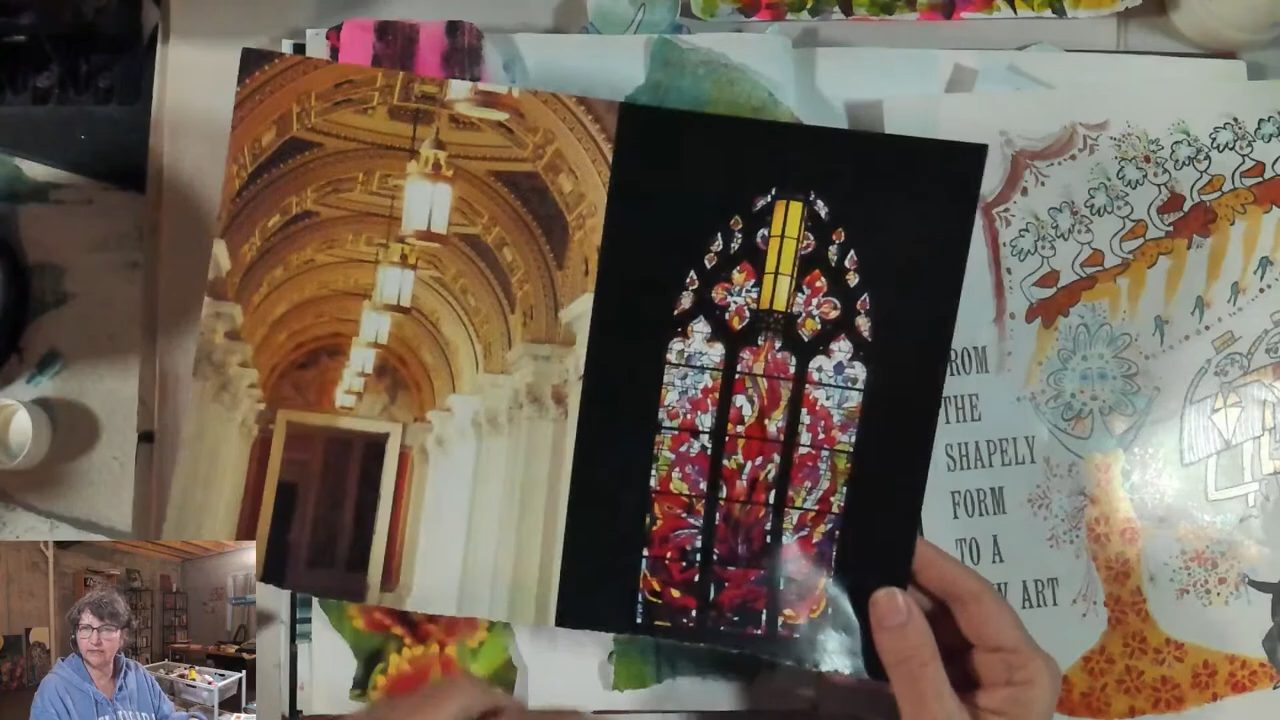 ROM
THE
SHAPELY
FORM
TO A
ART